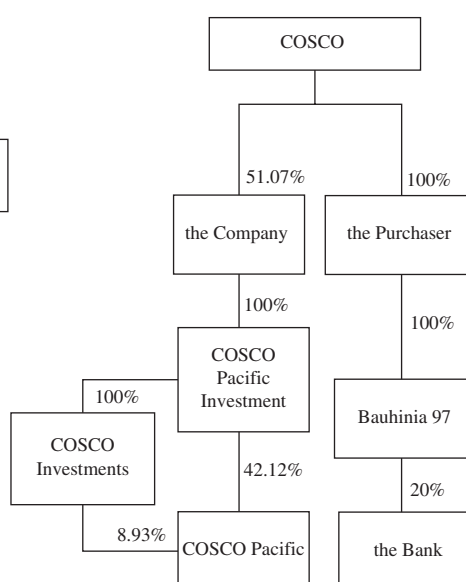 COSCO
51.07%
100%
the Company
the Purchaser
100%
100%
COSCO
Pacific
Investment
100%
Bauhinia 97
COSCO
Investments
42.12%
20%
8.93%
COSCO Pacific
the Bank